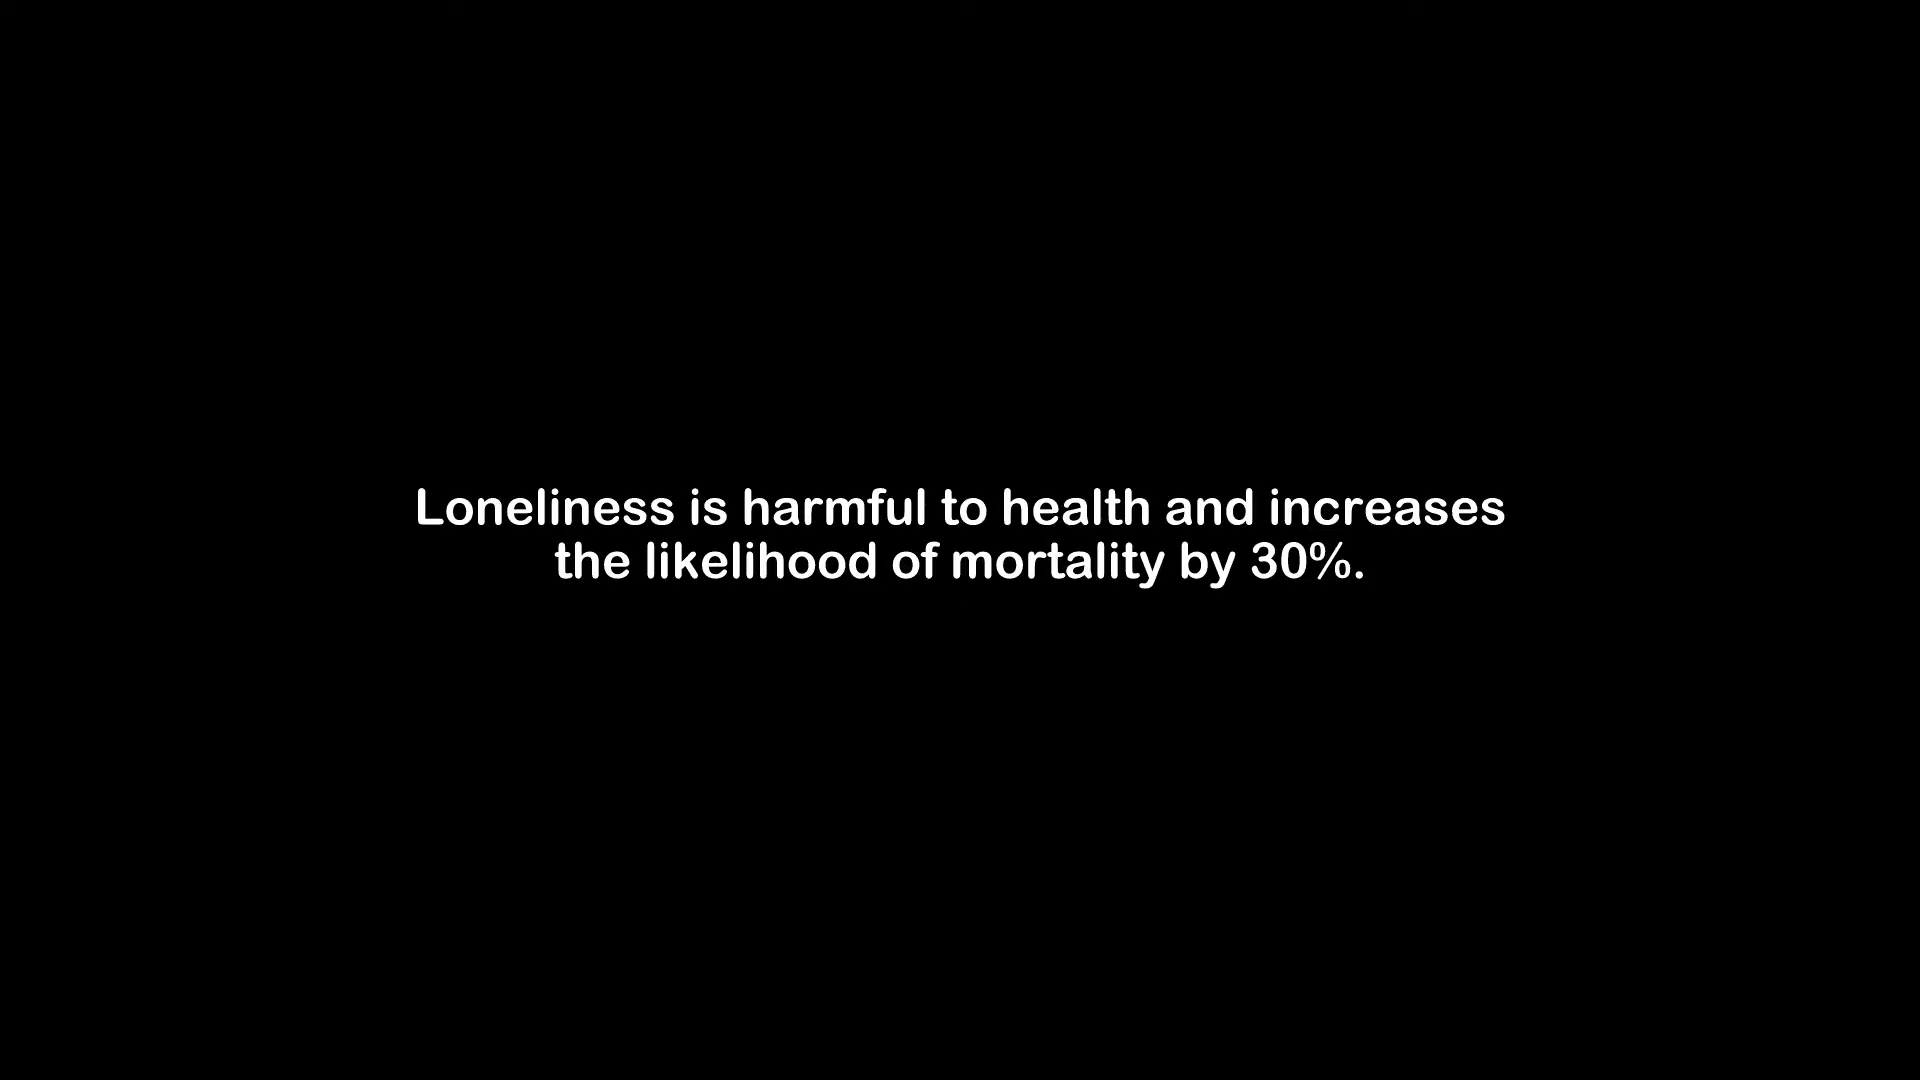 Loneliness is harmful to health and increases
the likelihood of mortality by 30%.